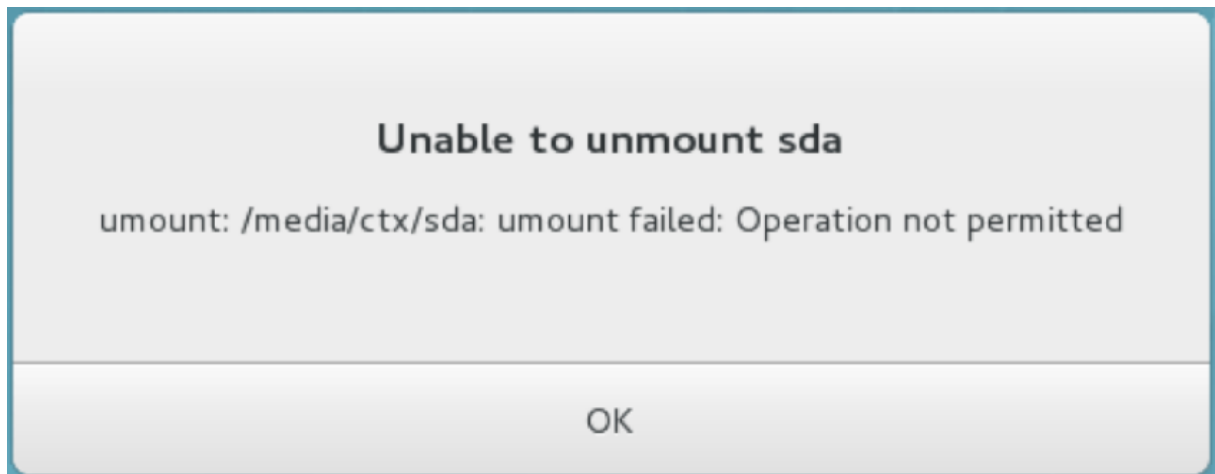 Unable to unmount sda
umount: /media/ctx/sda: umount failed: Operation not permitted
OK